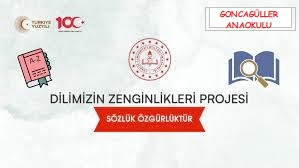 TÜRKİYE
YÜZYILI
100
GONCAGÜLLER
ANAOKULU
A-Z
DİLİMİZİN ZENGİNLİKLERİ PROJESİ
SÖZLÜK ÖZGÜRLÜKTÜR